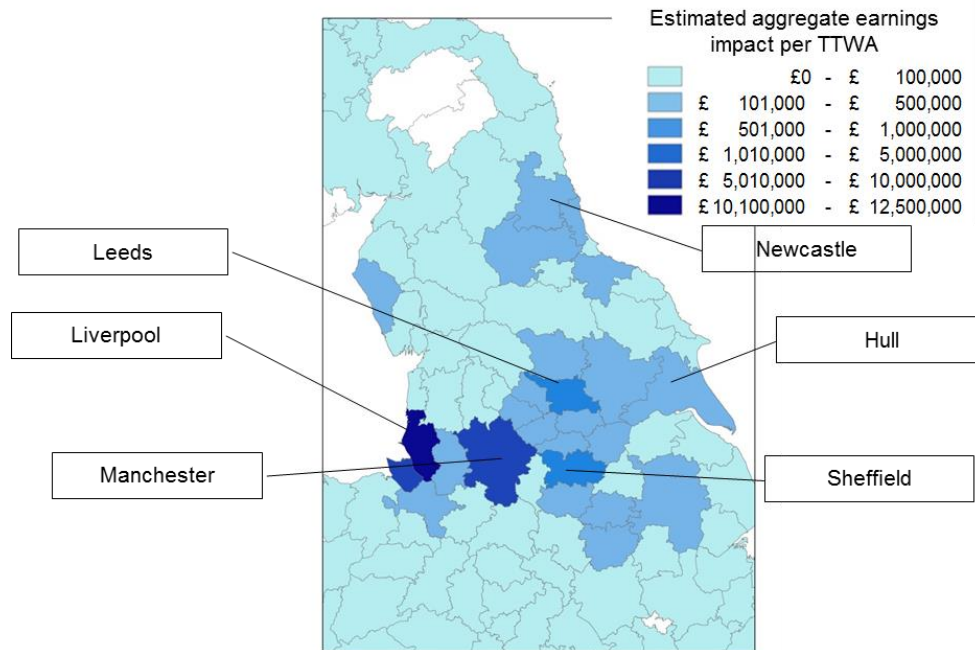 Estimated aggregate earnings
impact per TTWA
£0 - £ 100,000
£ 101,000 - £ 500,000
£ 501,000 - £ 1,000,000
£ 1,010,000 - £ 5,000,000
£ 5,010,000 - £ 10,000,000
£ 10,100,000 - £ 12,500,000
Newcastle
Leeds
Liverpool
Hull
Manchester
Sheffield